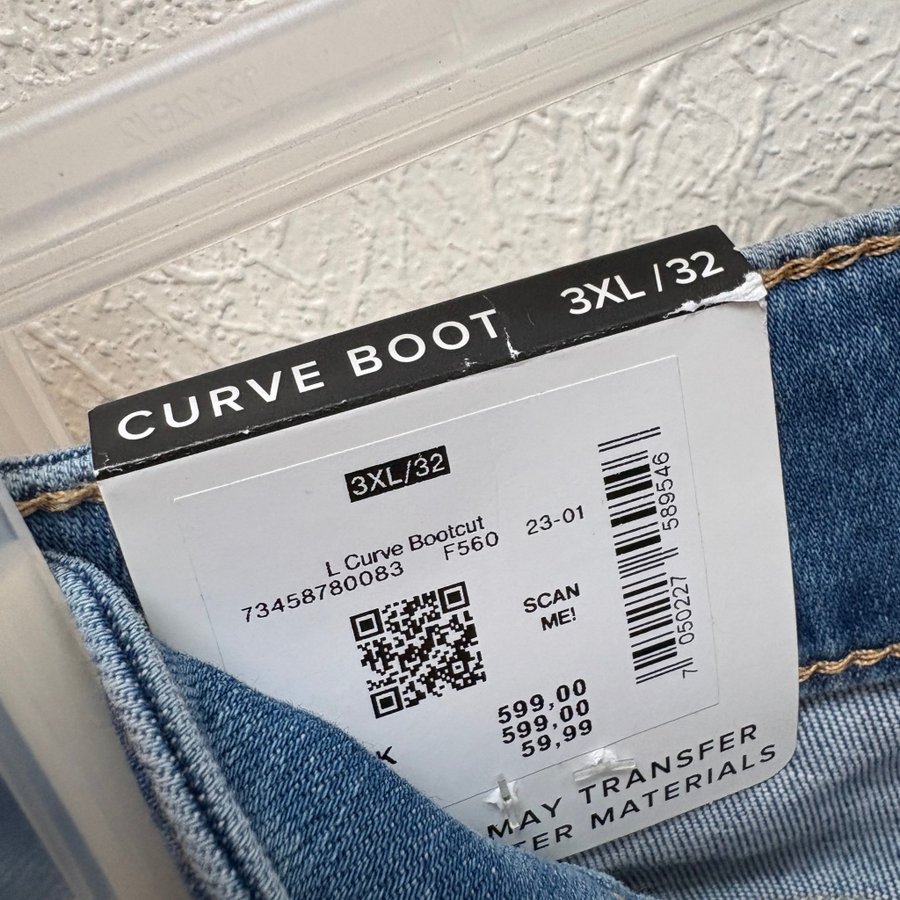 CURVE BOOT 3XL/32
3XL/32
L Curve Bootcut
73458780083 F560 23-01
SCAN
ME!
7 050227 589546
599,00
599,00
59,99
K
MAY TRANSFER
MATERIALS